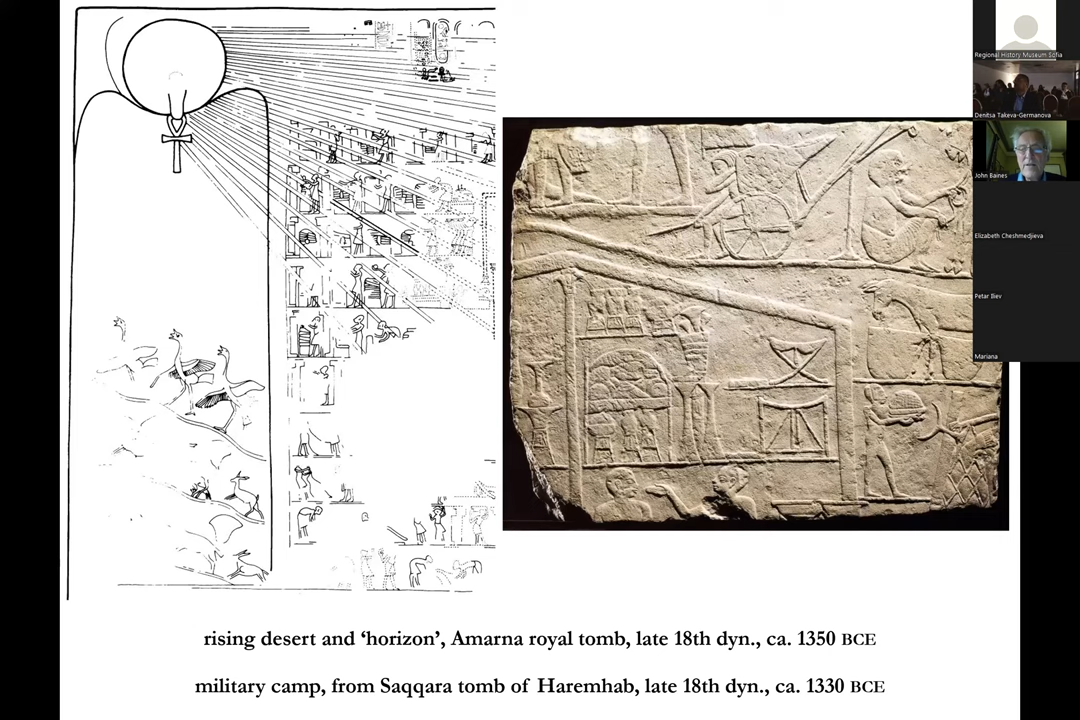 Regional History Museum Sofia
Denitsa Takeva-Germanova
John Baines
Elizabeth Cheshmedjieva
Petar Iliev
Mariana
rising desert and ‘horizon’, Amarna royal tomb, late 18th dyn., ca. 1350 BCE
military camp, from Saqqara tomb of Haremhab, late 18th dyn., ca. 1330 BCE